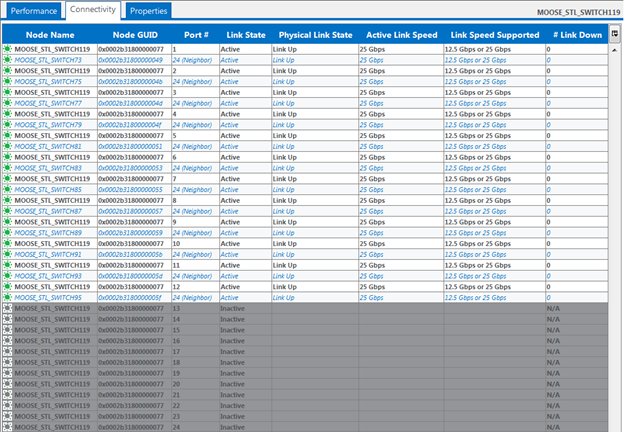 Performance Connectivity Properties
MOOSE_STL_SWITCH119
Node Name Node GUID Port # Link State Physical Link State Active Link Speed Link Speed Supported # Link Down
MOOSE_STL_SWITCH119 0x0002b31800000077 1 Active Link Up 25 Gbps 12.5 Gbps or 25 Gbps 0
MOOSE_STL_SWITCH73 0x0002b31800000049 24 (Neighbor) Active Link Up 25 Gbps 12.5 Gbps or 25 Gbps 0
MOOSE_STL_SWITCH119 0x0002b31800000077 2 Active Link Up 25 Gbps 12.5 Gbps or 25 Gbps 0
MOOSE_STL_SWITCH75 0x0002b3180000004b 24 (Neighbor) Active Link Up 25 Gbps 12.5 Gbps or 25 Gbps 0
MOOSE_STL_SWITCH119 0x0002b31800000077 3 Active Link Up 25 Gbps 12.5 Gbps or 25 Gbps 0
MOOSE_STL_SWITCH77 0x0002b3180000004d 24 (Neighbor) Active Link Up 25 Gbps 12.5 Gbps or 25 Gbps 0
MOOSE_STL_SWITCH119 0x0002b31800000077 4 Active Link Up 25 Gbps 12.5 Gbps or 25 Gbps 0
MOOSE_STL_SWITCH79 0x0002b3180000004f 24 (Neighbor) Active Link Up 25 Gbps 12.5 Gbps or 25 Gbps 0
MOOSE_STL_SWITCH119 0x0002b31800000077 5 Active Link Up 25 Gbps 12.5 Gbps or 25 Gbps 0
MOOSE_STL_SWITCH81 0x0002b31800000051 24 (Neighbor) Active Link Up 25 Gbps 12.5 Gbps or 25 Gbps 0
MOOSE_STL_SWITCH119 0x0002b31800000077 6 Active Link Up 25 Gbps 12.5 Gbps or 25 Gbps 0
MOOSE_STL_SWITCH83 0x0002b31800000053 24 (Neighbor) Active Link Up 25 Gbps 12.5 Gbps or 25 Gbps 0
MOOSE_STL_SWITCH119 0x0002b31800000077 7 Active Link Up 25 Gbps 12.5 Gbps or 25 Gbps 0
MOOSE_STL_SWITCH85 0x0002b31800000055 24 (Neighbor) Active Link Up 25 Gbps 12.5 Gbps or 25 Gbps 0
MOOSE_STL_SWITCH119 0x0002b31800000077 8 Active Link Up 25 Gbps 12.5 Gbps or 25 Gbps 0
MOOSE_STL_SWITCH87 0x0002b31800000057 24 (Neighbor) Active Link Up 25 Gbps 12.5 Gbps or 25 Gbps 0
MOOSE_STL_SWITCH119 0x0002b31800000077 9 Active Link Up 25 Gbps 12.5 Gbps or 25 Gbps 0
MOOSE_STL_SWITCH89 0x0002b31800000059 24 (Neighbor) Active Link Up 25 Gbps 12.5 Gbps or 25 Gbps 0
MOOSE_STL_SWITCH119 0x0002b31800000077 10 Active Link Up 25 Gbps 12.5 Gbps or 25 Gbps 0
MOOSE_STL_SWITCH91 0x0002b3180000005b 24 (Neighbor) Active Link Up 25 Gbps 12.5 Gbps or 25 Gbps 0
MOOSE_STL_SWITCH119 0x0002b31800000077 11 Active Link Up 25 Gbps 12.5 Gbps or 25 Gbps 0
MOOSE_STL_SWITCH93 0x0002b3180000005d 24 (Neighbor) Active Link Up 25 Gbps 12.5 Gbps or 25 Gbps 0
MOOSE_STL_SWITCH119 0x0002b31800000077 12 Active Link Up 25 Gbps 12.5 Gbps or 25 Gbps 0
MOOSE_STL_SWITCH95 0x0002b3180000005f 24 (Neighbor) Active Link Up 25 Gbps 12.5 Gbps or 25 Gbps 0
MOOSE_STL_SWITCH119 0x0002b31800000077 13 Inactive N/A
MOOSE_STL_SWITCH119 0x0002b31800000077 14 Inactive N/A
MOOSE_STL_SWITCH119 0x0002b31800000077 15 Inactive N/A
MOOSE_STL_SWITCH119 0x0002b31800000077 16 Inactive N/A
MOOSE_STL_SWITCH119 0x0002b31800000077 17 Inactive N/A
MOOSE_STL_SWITCH119 0x0002b31800000077 18 Inactive N/A
MOOSE_STL_SWITCH119 0x0002b31800000077 19 Inactive N/A
MOOSE_STL_SWITCH119 0x0002b31800000077 20 Inactive N/A
MOOSE_STL_SWITCH119 0x0002b31800000077 21 Inactive N/A
MOOSE_STL_SWITCH119 0x0002b31800000077 22 Inactive N/A
MOOSE_STL_SWITCH119 0x0002b31800000077 23 Inactive N/A
MOOSE_STL_SWITCH119 0x0002b31800000077 24 Inactive N/A